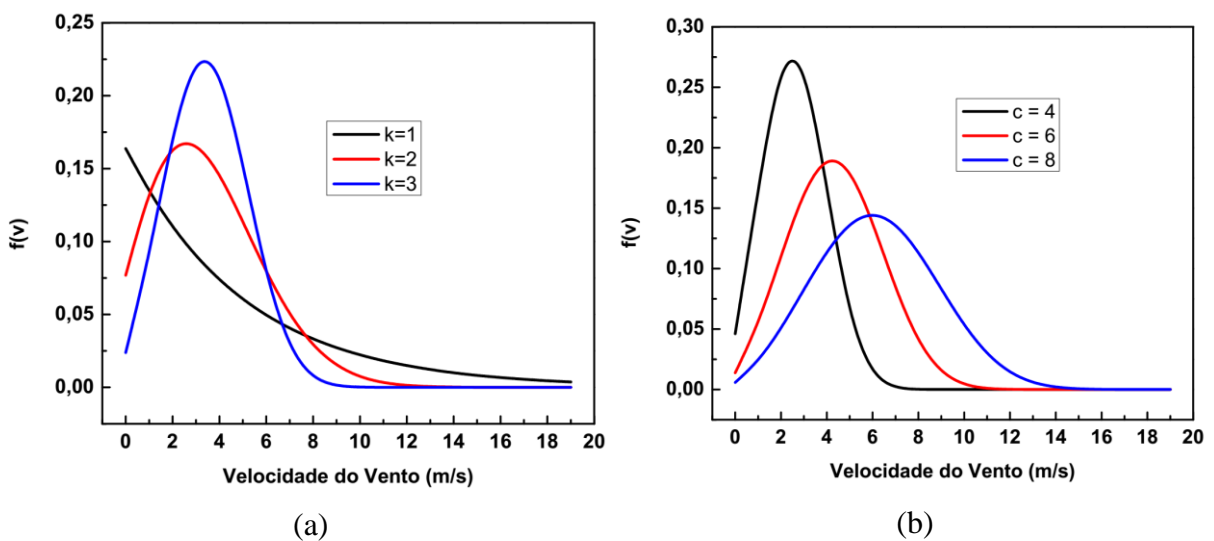 0,25
0,20
0,15
0,10
0,05
0,00
f(v)
k=1
k=2
k=3
0 2 4 6 8 10 12 14 16 18 20
Velocidade do Vento (m/s)
(a)
0,30
0,25
0,20
0,15
0,10
0,05
0,00
f(v)
c = 4
c = 6
c = 8
0 2 4 6 8 10 12 14 16 18 20
Velocidade do Vento (m/s)
(b)